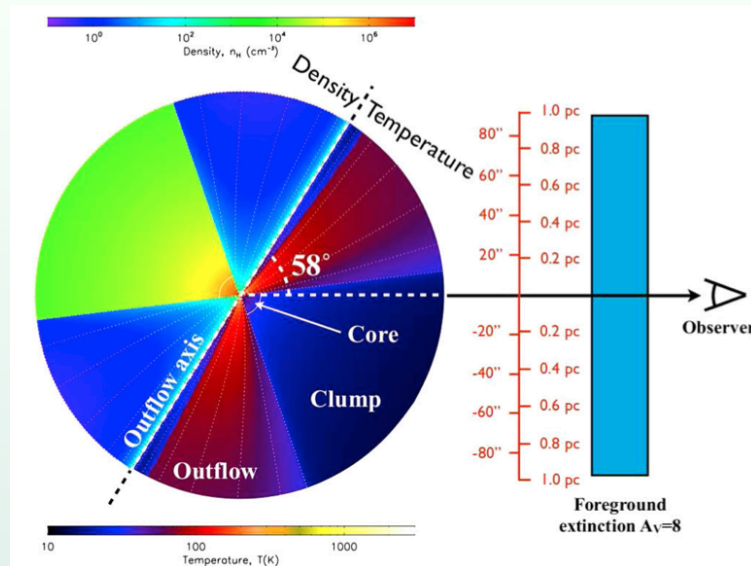 10⁰ 10² 10⁴ 10⁶
Density, n_H (cm⁻³)
Density
Temperature
58°
Core
Clump
Outflow axis
Outflow
80" 1.0 pc
0.8 pc
60" 0.6 pc
40" 0.4 pc
20" 0.2 pc
-20" 0.2 pc
-40" 0.4 pc
-60" 0.6 pc
-80" 0.8 pc
1.0 pc
Observer
Foreground
extinction A_V=8
10 100 1000
Temperature, T(K)